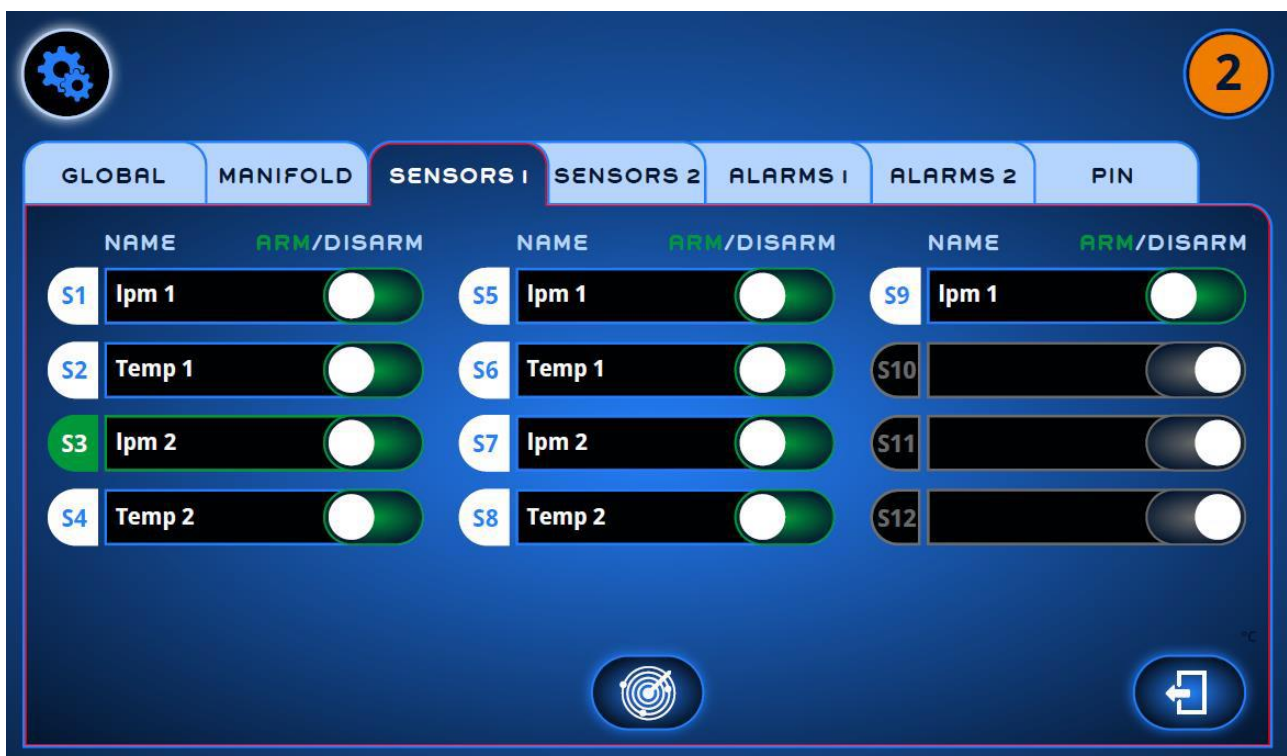 2
GLOBAL MANIFOLD SENSORS 1 SENSORS 2 ALARMS 1 ALARMS 2 PIN
NAME ARM/DISARM NAME ARM/DISARM NAME ARM/DISARM
S1 lpm 1 S5 lpm 1 S9 lpm 1
S2 Temp 1 S6 Temp 1 S10
S3 lpm 2 S7 lpm 2 S11
S4 Temp 2 S8 Temp 2 S12
°C